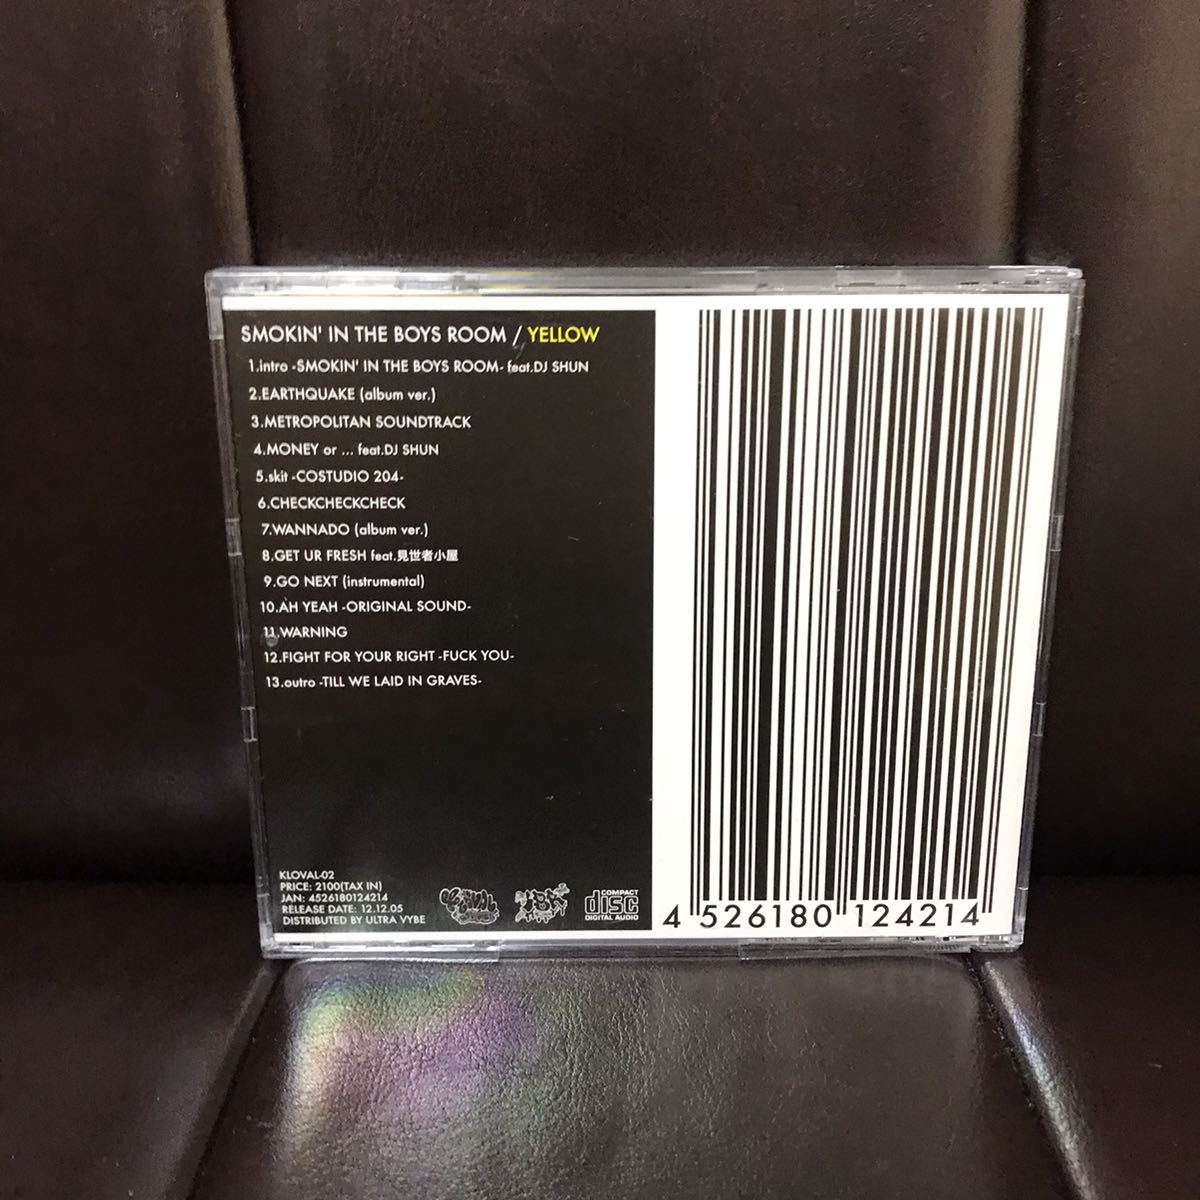 SMOKIN' IN THE BOYS ROOM / YELLOW
1.intro -SMOKIN' IN THE BOYS ROOM- feat.DJ SHUN
2.EARTHQUAKE (album ver.)
3.METROPOLITAN SOUNDTRACK
4.MONEY or ... feat.DJ SHUN
5.skit -COSTUDIO 204-
6.CHECKCHECKCHECK
7.WANNADO (album ver.)
8.GET UR FRESH feat.見世者小屋
9.GO NEXT (instrumental)
10.AH YEAH -ORIGINAL SOUND-
11.WARNING
12.FIGHT FOR YOUR RIGHT -FUCK YOU-
13.outro -TILL WE LAID IN GRAVES-
KLOVAL-02
PRICE: 2100(TAX IN)
JAN: 4526180124214
RELEASE DATE: 12.12.05
DISTRIBUTED BY ULTRA VYBE
COMPACT
disc
DIGITAL AUDIO
4 526180 124214